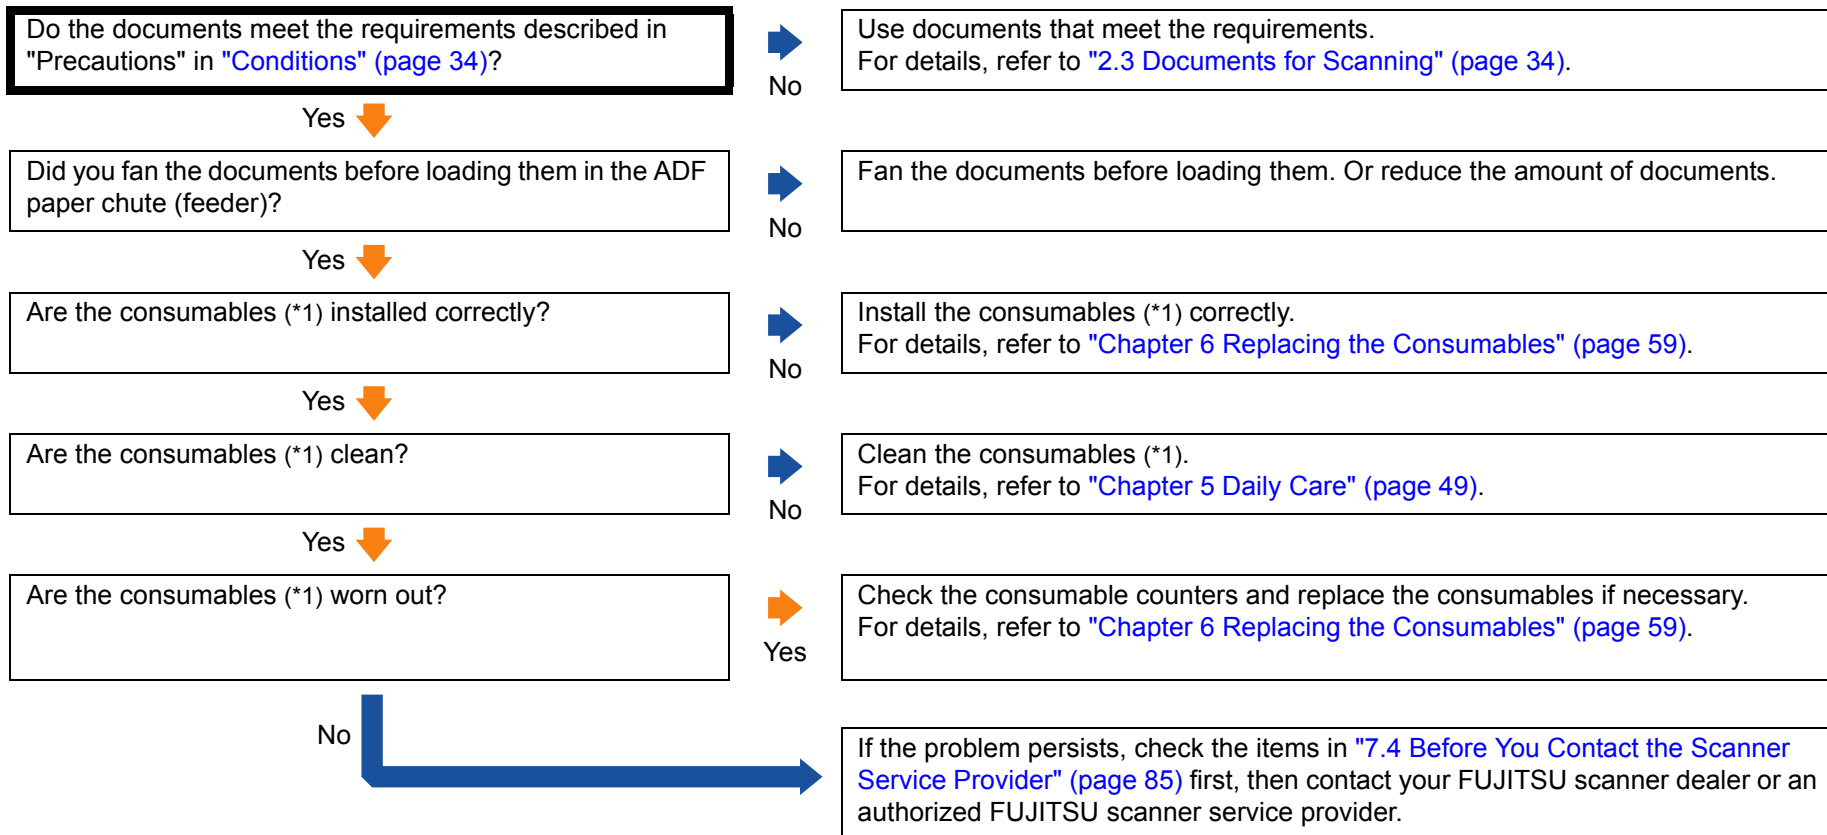 Do the documents meet the requirements described in
"Precautions" in "Conditions" (page 34)?
No
Use documents that meet the requirements.
For details, refer to "2.3 Documents for Scanning" (page 34).
Yes
Did you fan the documents before loading them in the ADF
paper chute (feeder)?
No
Fan the documents before loading them. Or reduce the amount of documents.
Yes
Are the consumables (*1) installed correctly?
No
Install the consumables (*1) correctly.
For details, refer to "Chapter 6 Replacing the Consumables" (page 59).
Yes
Are the consumables (*1) clean?
No
Clean the consumables (*1).
For details, refer to "Chapter 5 Daily Care" (page 49).
Yes
Are the consumables (*1) worn out?
Yes
Check the consumable counters and replace the consumables if necessary.
For details, refer to "Chapter 6 Replacing the Consumables" (page 59).
No
If the problem persists, check the items in "7.4 Before You Contact the Scanner
Service Provider" (page 85) first, then contact your FUJITSU scanner dealer or an
authorized FUJITSU scanner service provider.